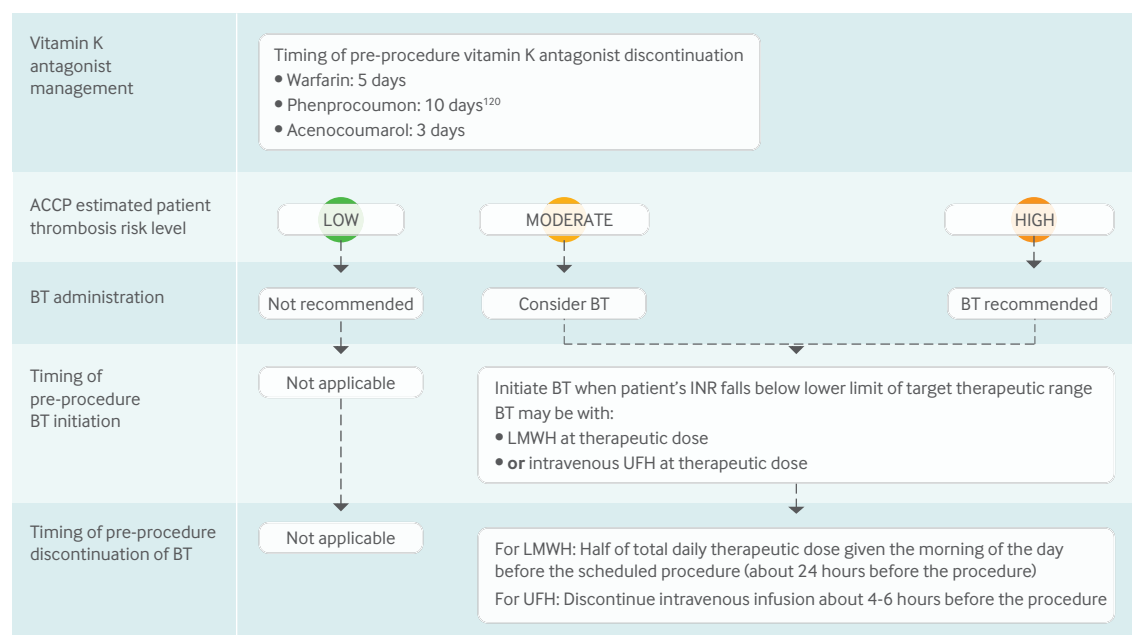 Vitamin K
antagonist
management
Timing of pre-procedure vitamin K antagonist discontinuation
• Warfarin: 5 days
• Phenprocoumon: 10 days120
• Acenocoumarol: 3 days
ACCP estimated patient
thrombosis risk level
LOW
MODERATE
HIGH
BT administration
Not recommended
Consider BT
BT recommended
Timing of
pre-procedure
BT initiation
Not applicable
Initiate BT when patient's INR falls below lower limit of target therapeutic range
BT may be with:
• LMWH at therapeutic dose
• or intravenous UFH at therapeutic dose
Timing of pre-procedure
discontinuation of BT
Not applicable
For LMWH: Half of total daily therapeutic dose given the morning of the day
before the scheduled procedure (about 24 hours before the procedure)
For UFH: Discontinue intravenous infusion about 4-6 hours before the procedure